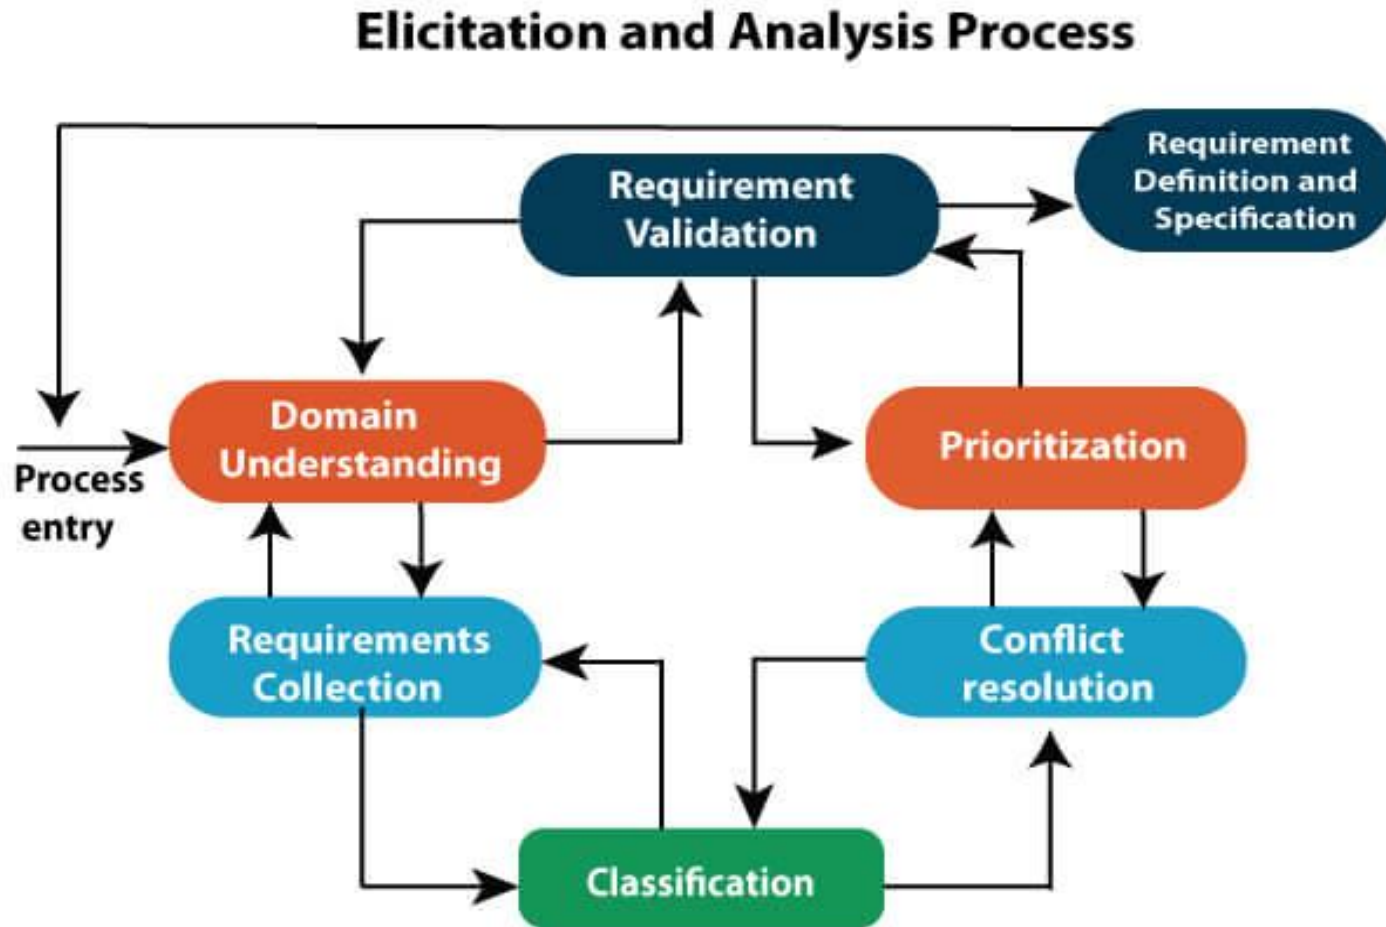 Elicitation and Analysis Process
Requirement
Definition and
Specification
Requirement
Validation
Domain
Understanding
Prioritization
Process
entry
Requirements
Collection
Conflict
resolution
Classification